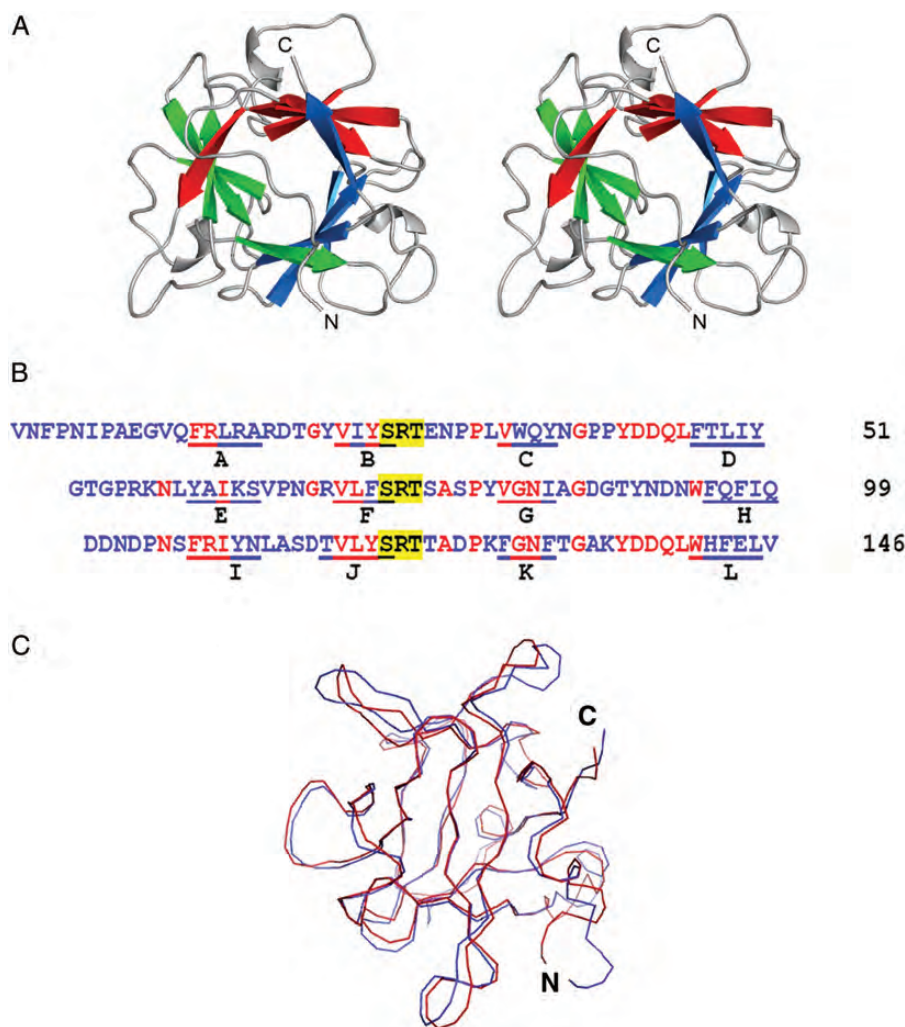 A
C
C
N
N
B
VNFPNIPAEGVQFRLRARDTGYVIYSRTENPPLVWQYNGPPYDDQLFTLIY 51
A B C D
GTGPRKNLYAIKSVPNGRVLFSRTSASPYVGNIAGDGTYNDNWFQFIQ 99
E F G H
DDNDPNSFRIYNLASDTVLYSRTTADPKFGNFTGAKYDDQLWHFELV 146
I J K L
C
C
N